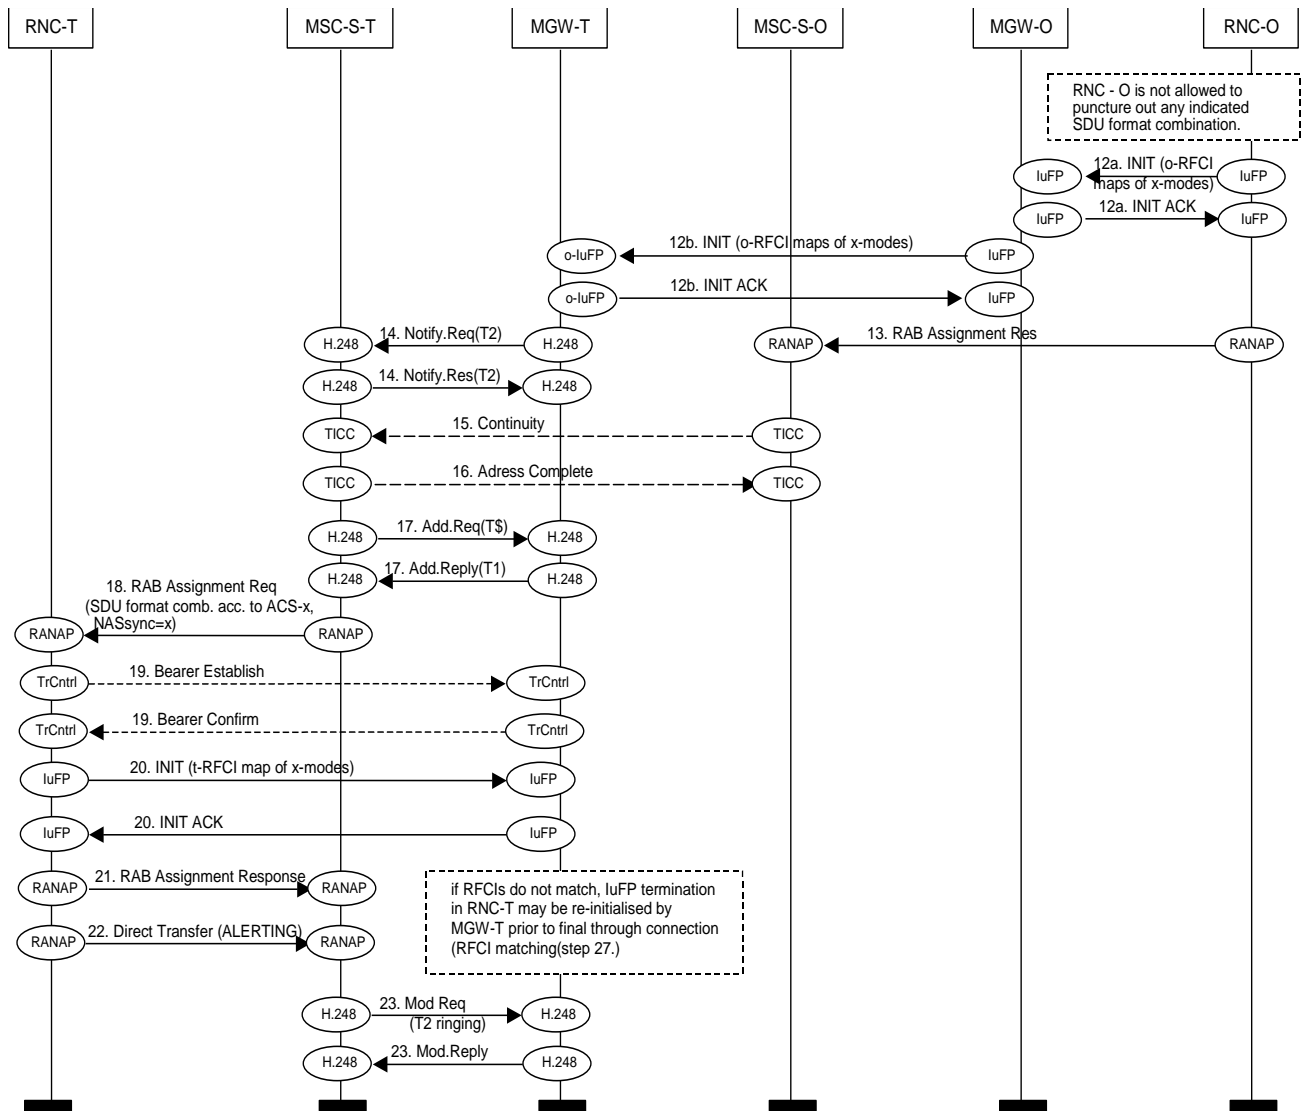 RNC-T MSC-S-T MGW-T MSC-S-O MGW-O RNC-O
RNC - O is not allowed to
puncture out any indicated
SDU format combination.
12a. INIT (o-RFCI
IuFP IuFP
maps of x-modes)
12a. INIT ACK
IuFP IuFP
12b. INIT (o-RFCI maps of x-modes)
o-IuFP IuFP
12b. INIT ACK
o-IuFP IuFP
14. Notify.Req(T2) 13. RAB Assignment Res
H.248 H.248 RANAP RANAP
14. Notify.Res(T2)
H.248 H.248
15. Continuity
TICC TICC
16. Adress Complete
TICC TICC
17. Add.Req(T$)
H.248 H.248
17. Add.Reply(T1)
H.248 H.248
18. RAB Assignment Req
(SDU format comb. acc. to ACS-x,
NASsync=x)
RANAP RANAP
19. Bearer Establish
TrCntrl TrCntrl
19. Bearer Confirm
TrCntrl TrCntrl
20. INIT (t-RFCI map of x-modes)
IuFP IuFP
20. INIT ACK
IuFP IuFP
21. RAB Assignment Response
RANAP RANAP
22. Direct Transfer (ALERTING)
RANAP RANAP
if RFCIs do not match, IuFP termination
in RNC-T may be re-initialised by
MGW-T prior to final through connection
(RFCI matching(step 27.)
23. Mod Req
H.248 H.248
(T2 ringing)
23. Mod.Reply
H.248 H.248